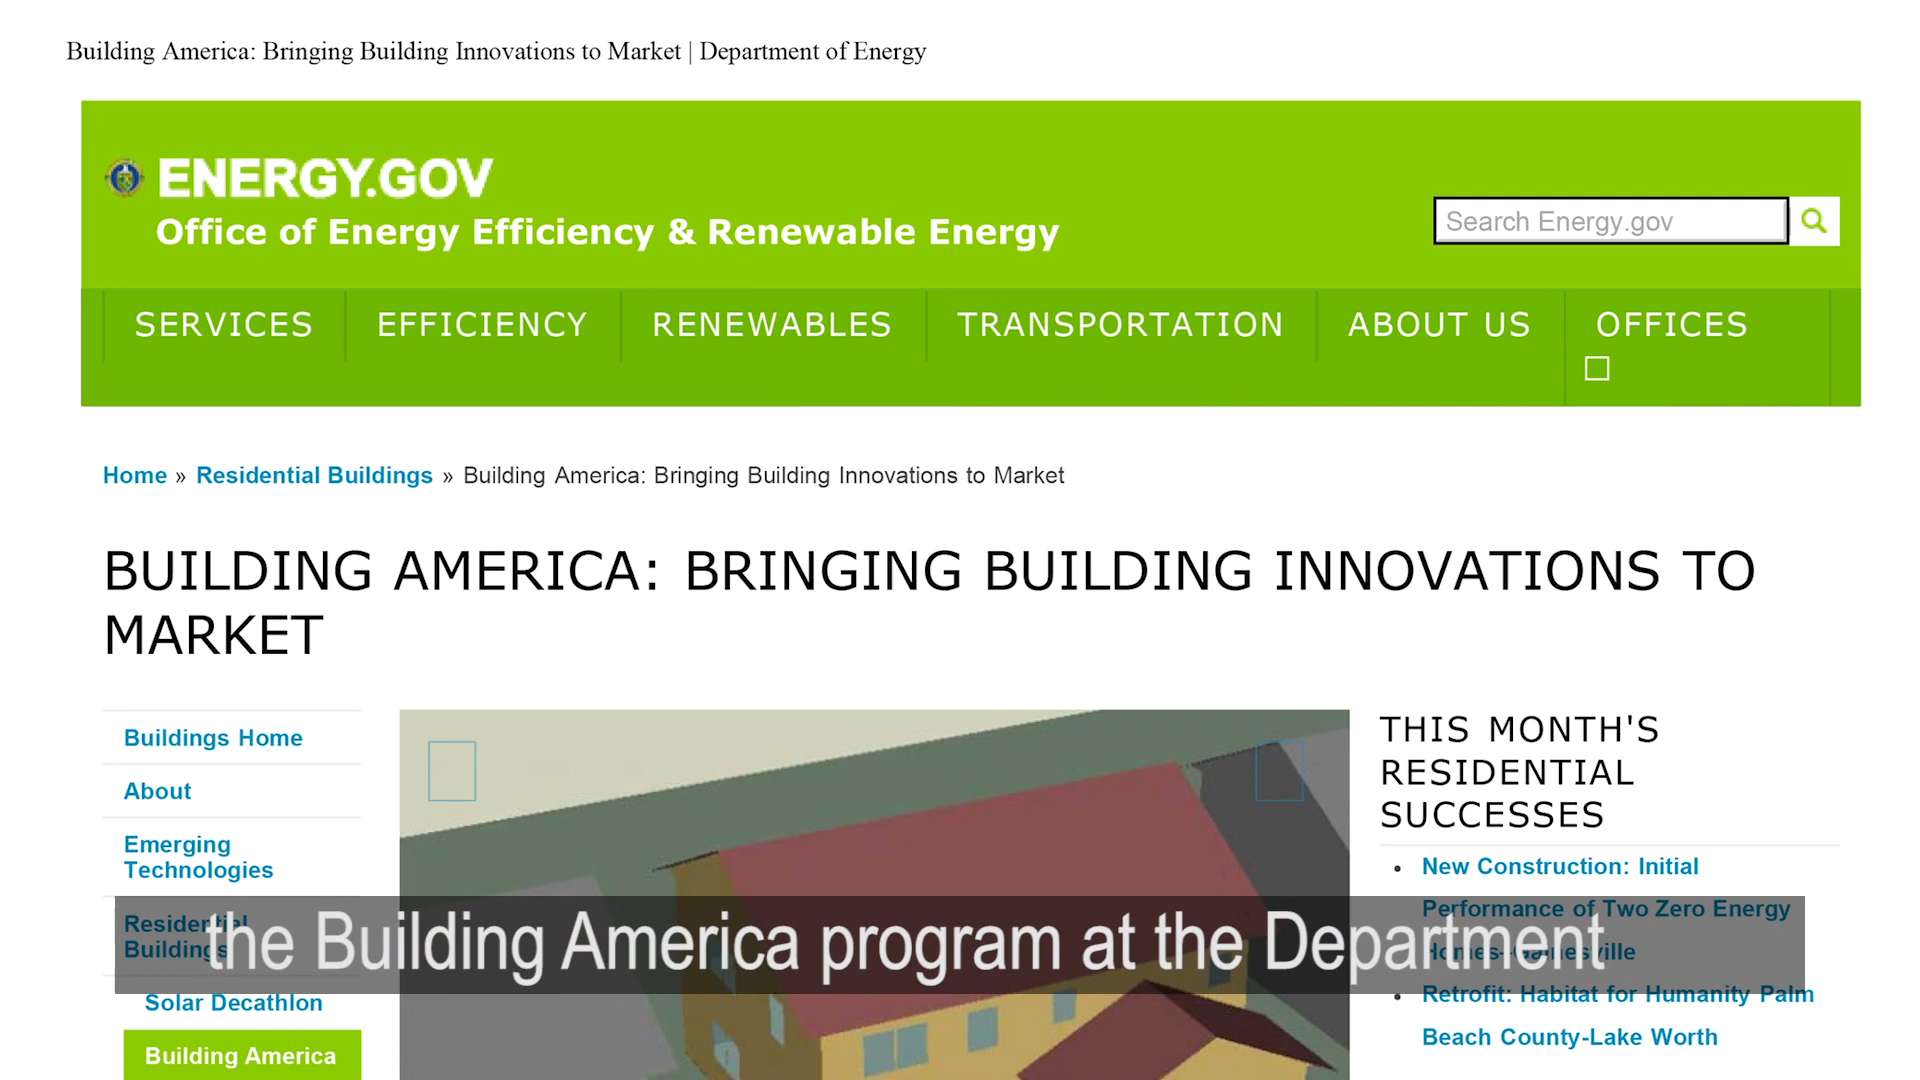 Building America: Bringing Building Innovations to Market | Department of Energy
ENERGY.GOV
Office of Energy Efficiency & Renewable Energy
Search Energy.gov
SERVICES
EFFICIENCY
RENEWABLES
TRANSPORTATION
ABOUT US
OFFICES
Home » Residential Buildings » Building America: Bringing Building Innovations to Market
BUILDING AMERICA: BRINGING BUILDING INNOVATIONS TO
MARKET
Buildings Home
About
Emerging
Technologies
Residential
Buildings
Solar Decathlon
Building America
THIS MONTH'S
RESIDENTIAL
SUCCESSES
New Construction: Initial
Performance of Two Zero Energy
Homes-Gainesville
Retrofit: Habitat for Humanity Palm
Beach County-Lake Worth
the Building America program at the Department